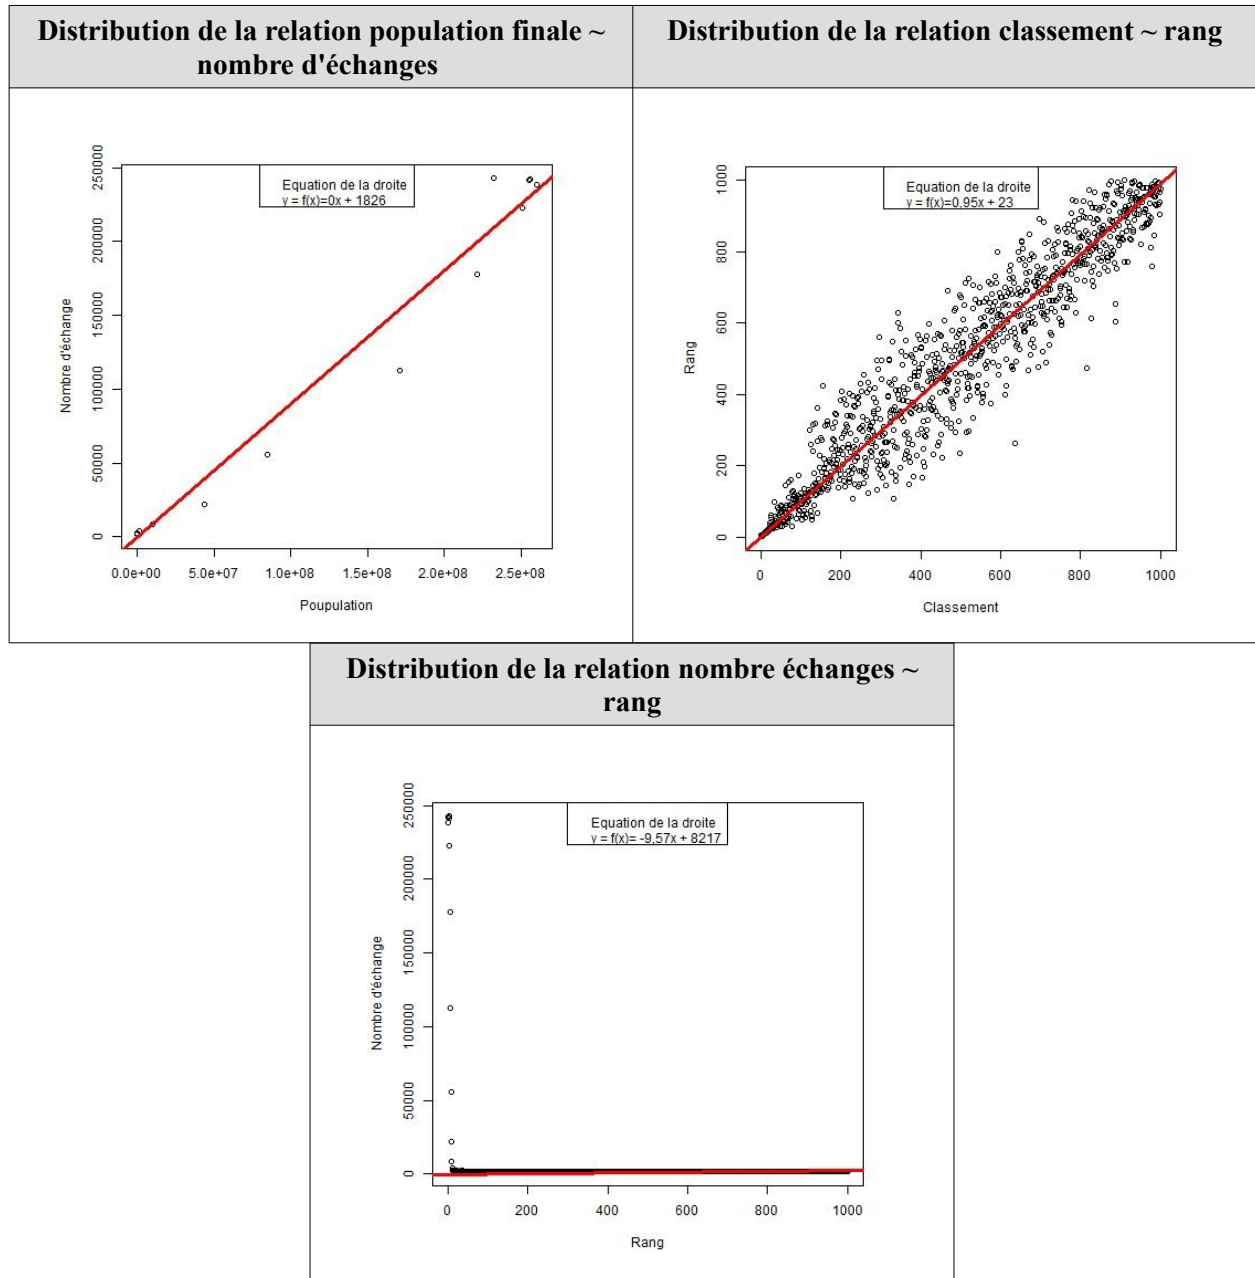 Distribution de la relation population finale ~
nombre d'échanges
Distribution de la relation classement ~ rang
Equation de la droite
y = f(x)=0x + 1826
Nombre d'échange
250000
200000
150000
100000
50000
0
0.0e+00 5.0e+07 1.0e+08 1.5e+08 2.0e+08 2.5e+08
Poupulation
Equation de la droite
y = f(x)=0,95x + 23
Rang
1000
800
600
400
200
0
0 200 400 600 800 1000
Classement
Distribution de la relation nombre échanges ~
rang
Equation de la droite
y = f(x)= -9,57x + 8217
Nombre d'échange
250000
200000
150000
100000
50000
0
0 200 400 600 800 1000
Rang